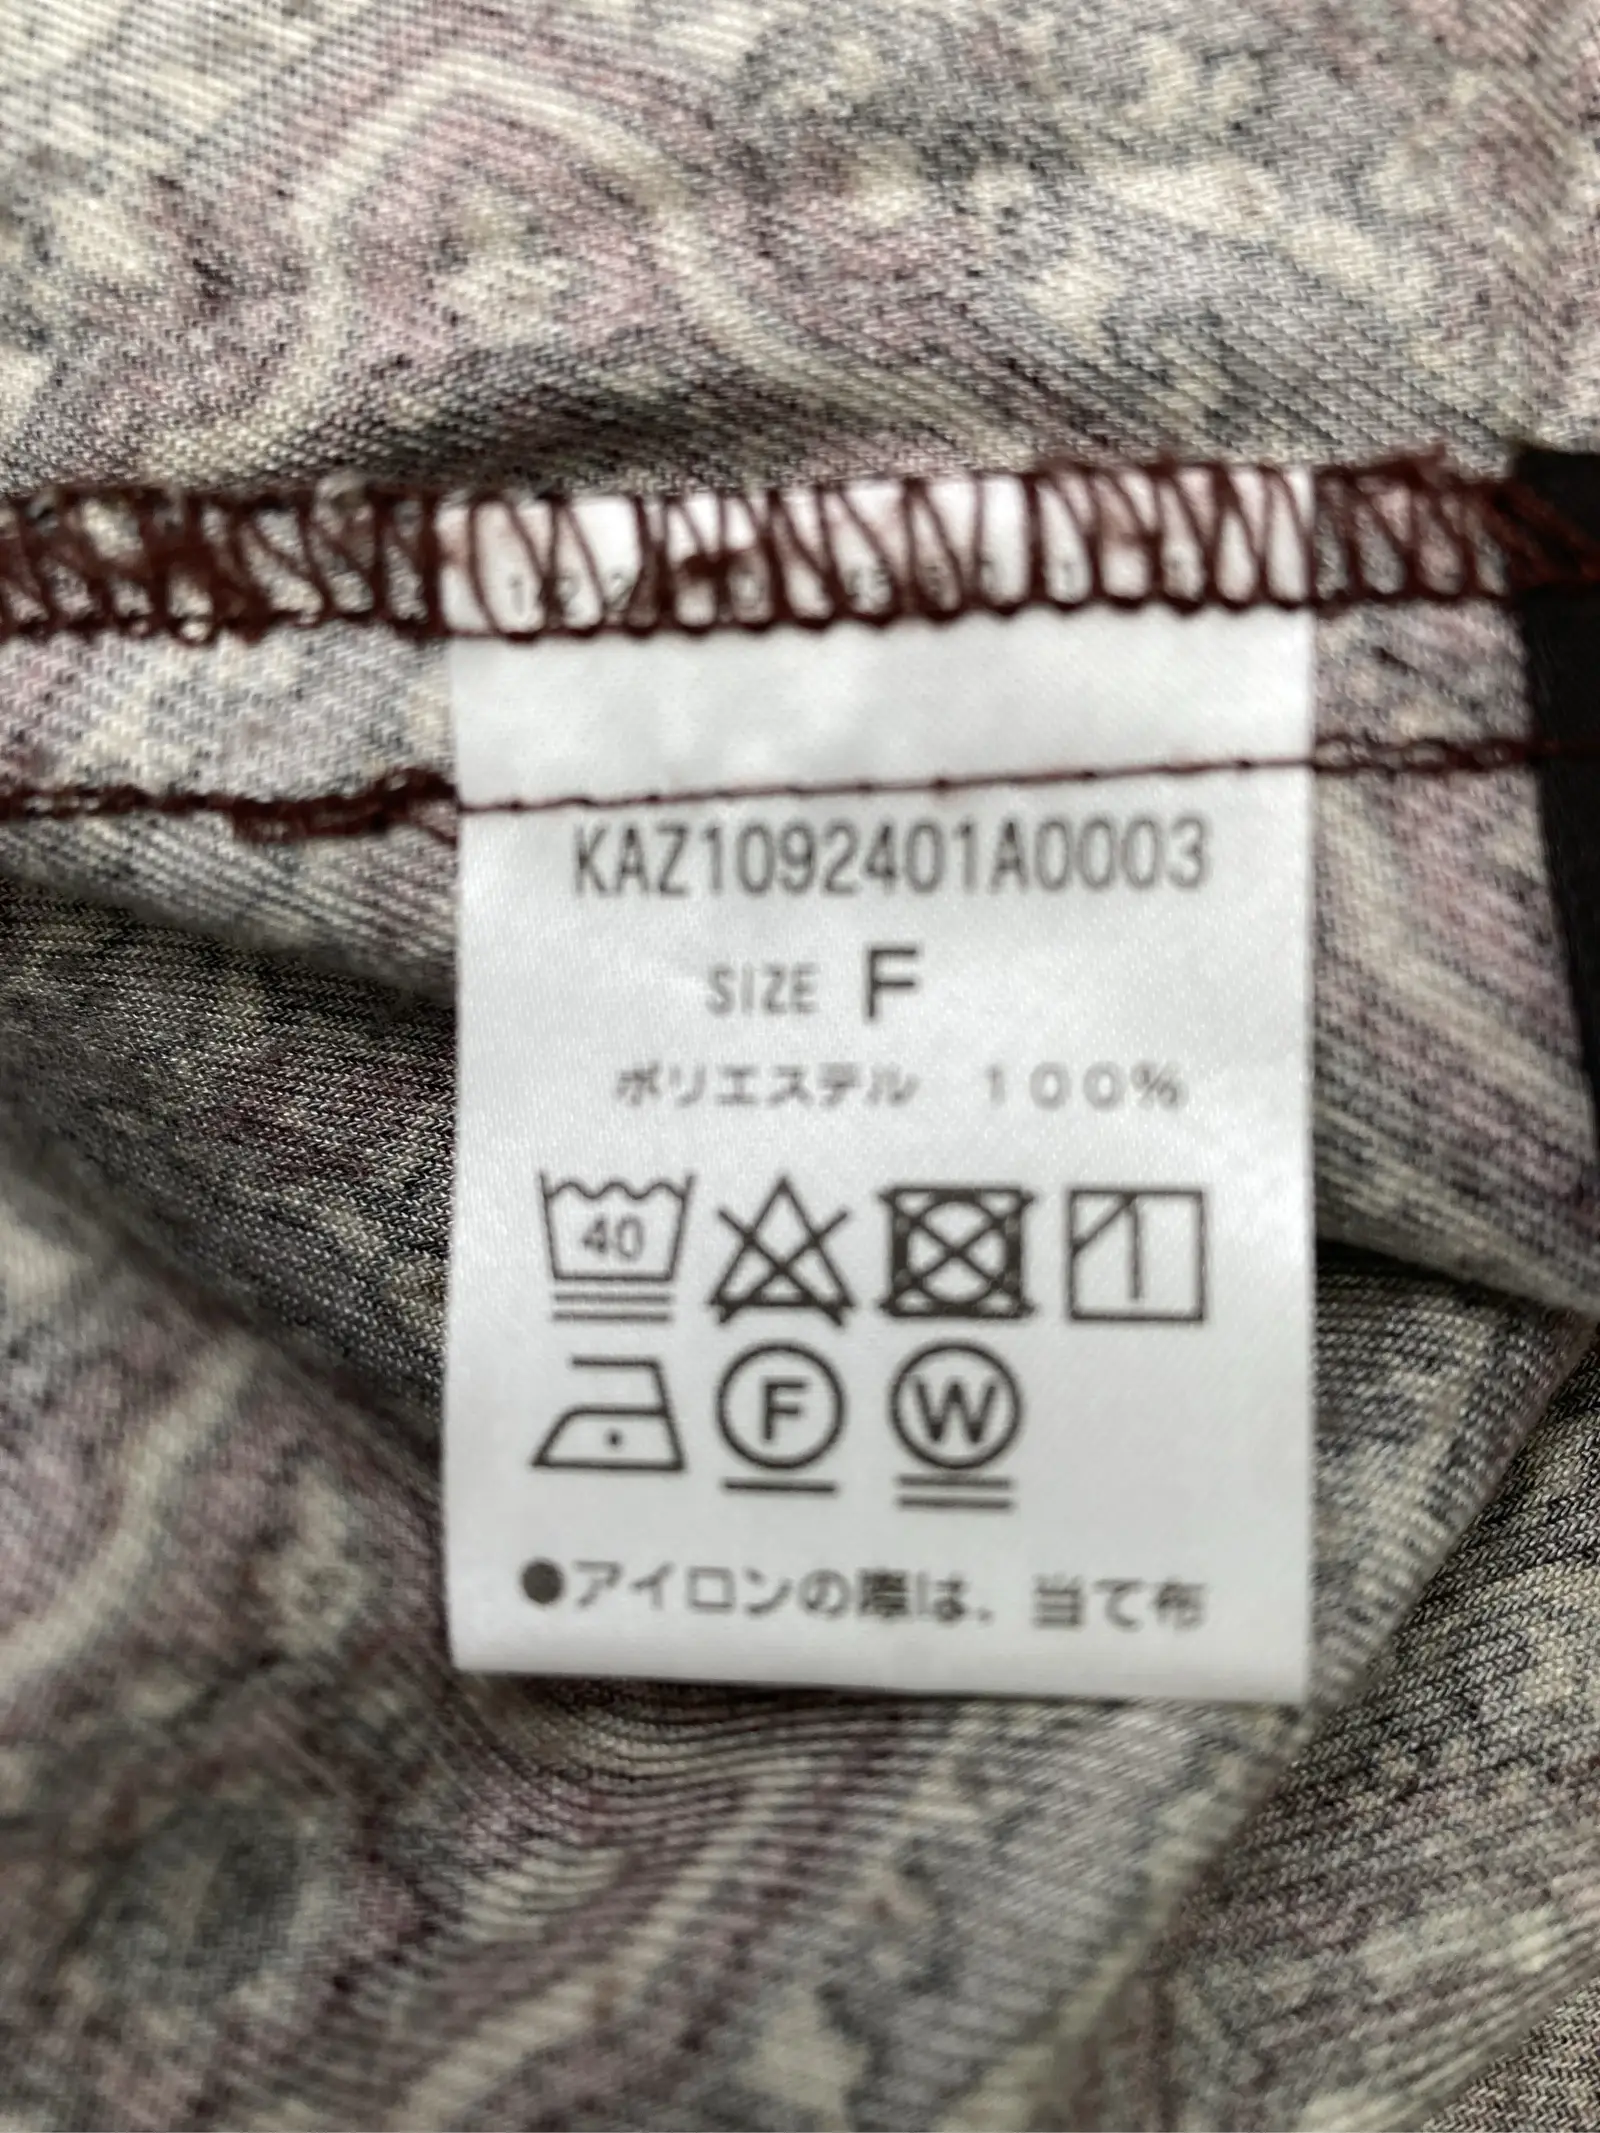 KAZ1092401A0003
SIZE F
ポリエステル 100%
40
F W
●アイロンの際は、当て布